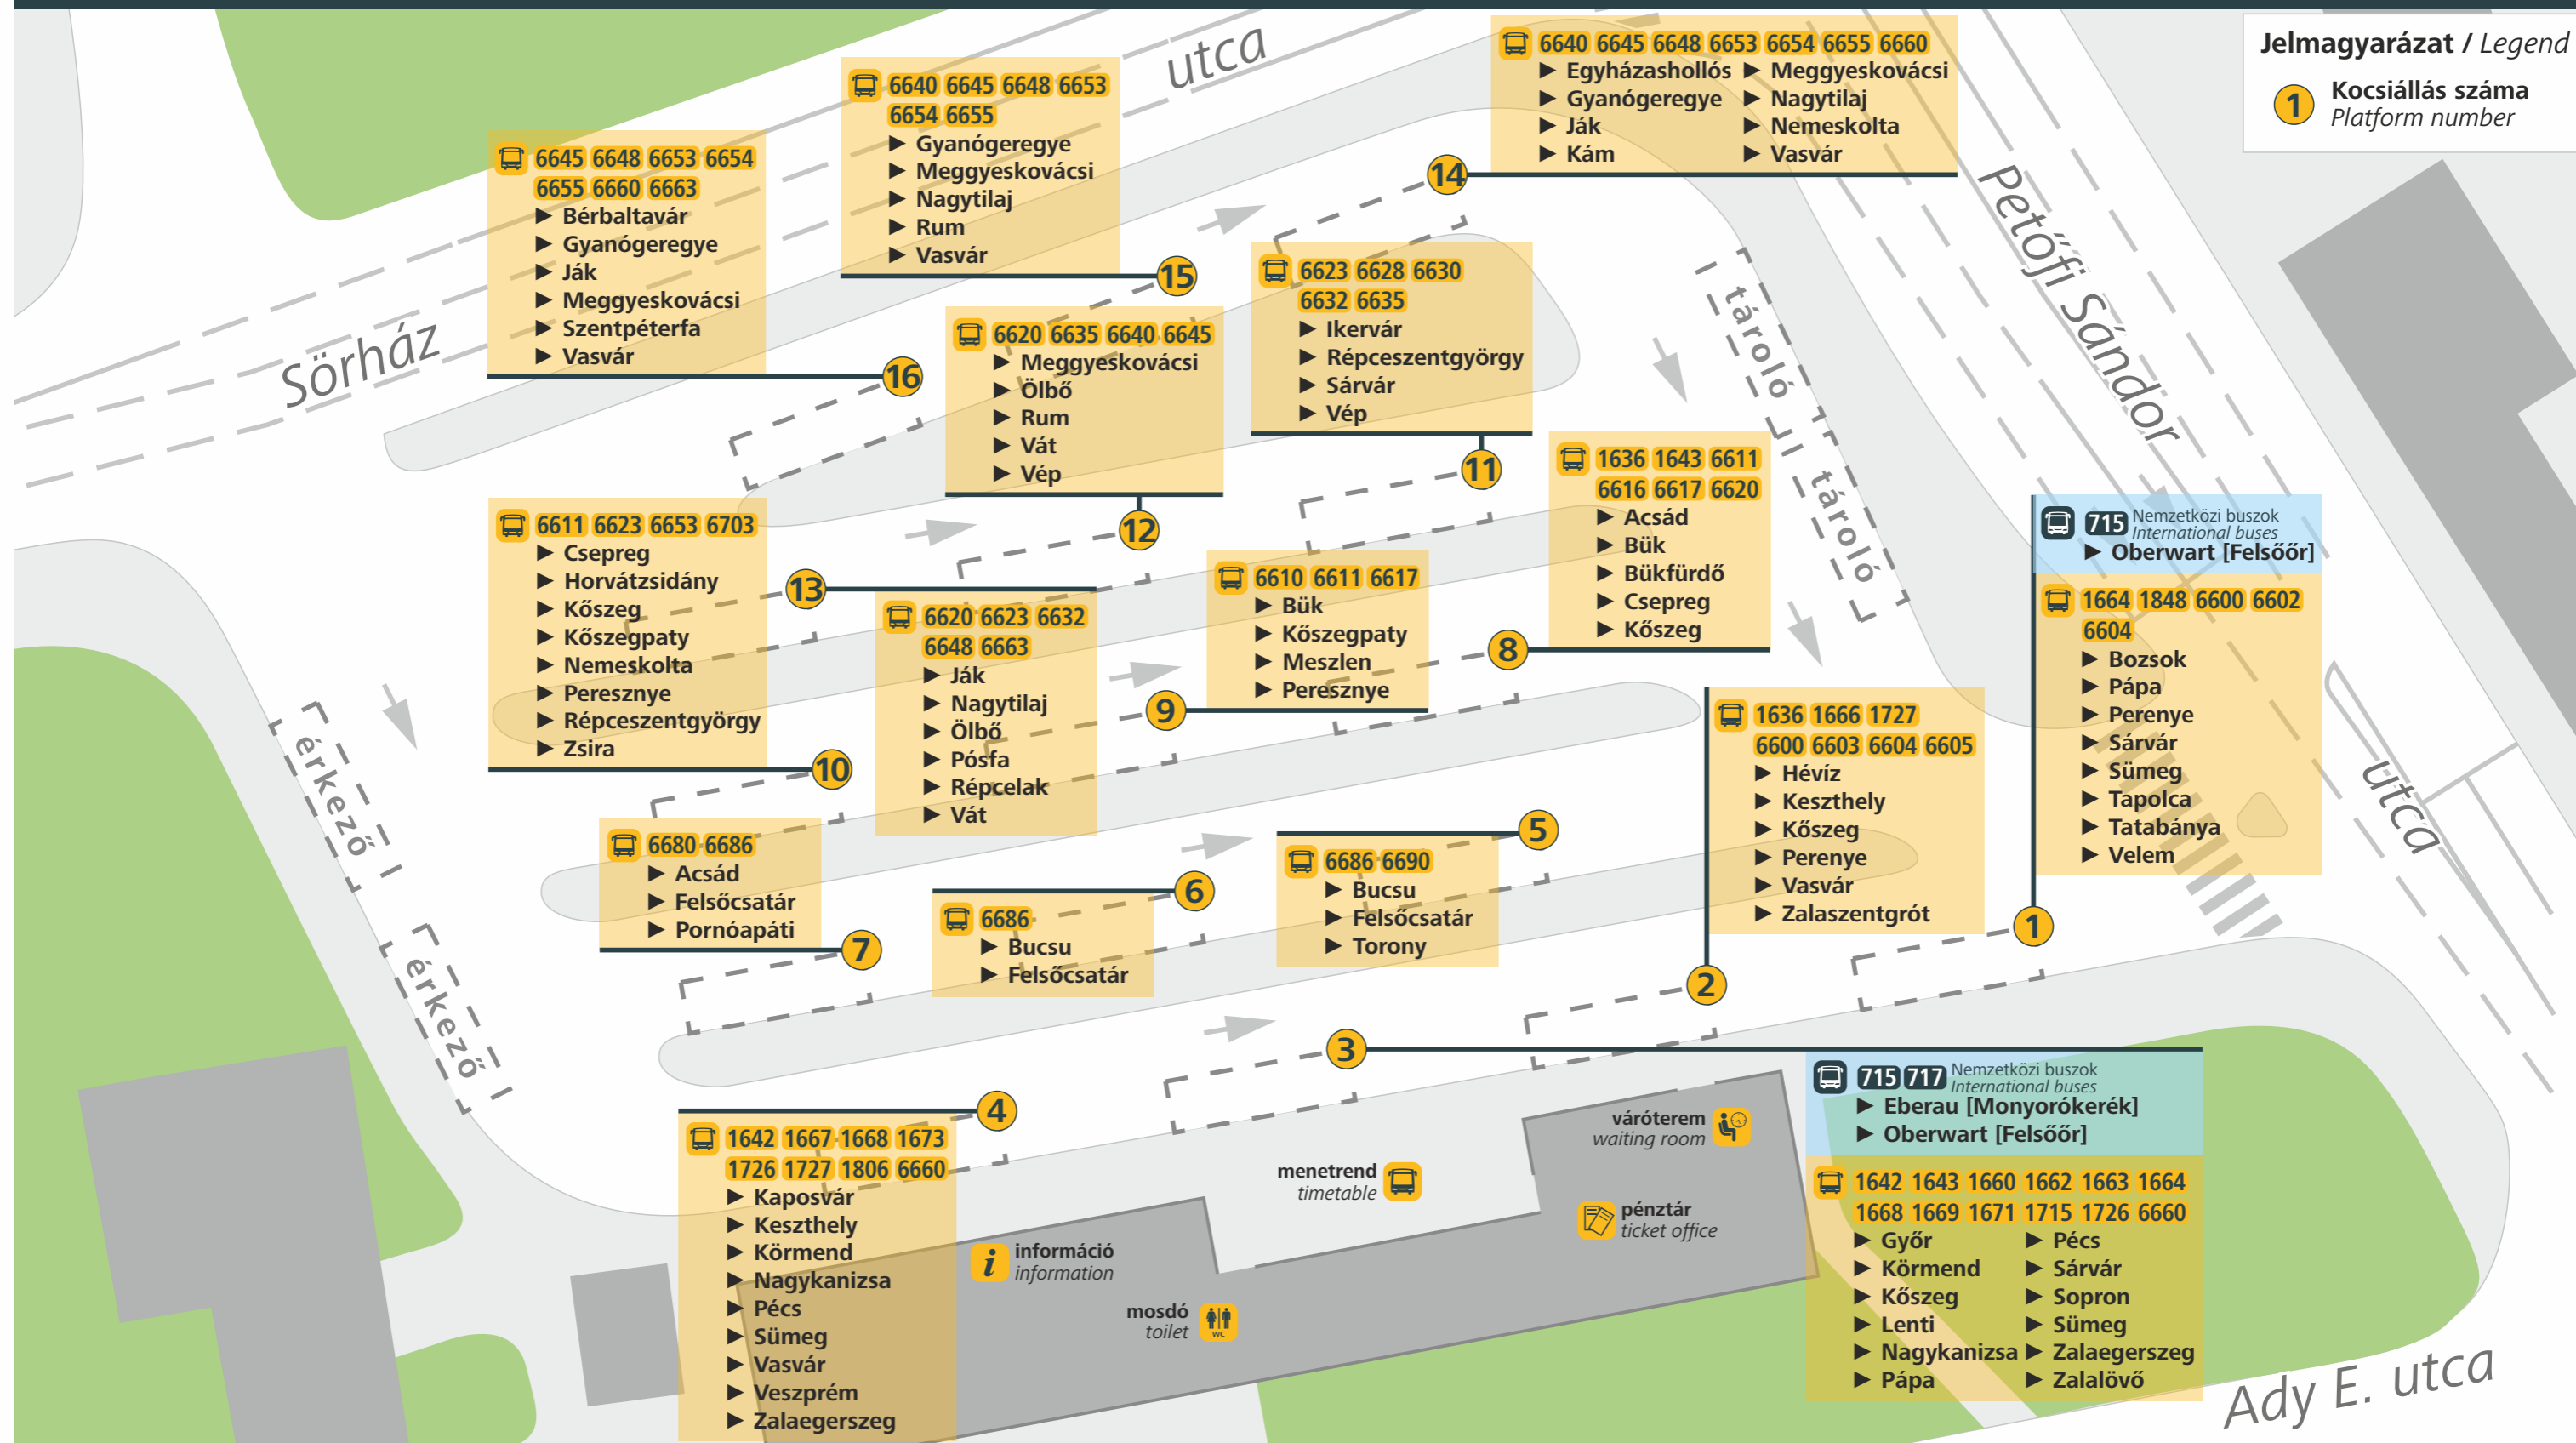 Jelmagyarázat / Legend
1
Kocsiállás száma
Platform number
Sörház
utca
Petőfi Sándor
utca
Ady E. utca
6640 6645 6648 6653 6654 6655 6660
Egyházashollós
Gyanógeregye
Ják
Kám
Meggyeskovácsi
Nagytilaj
Nemeskolta
Vasvár
14
6640 6645 6648 6653
6654 6655
Gyanógeregye
Meggyeskovácsi
Nagytilaj
Rum
Vasvár
15
6645 6648 6653 6654
6655 6660 6663
Bérbaltavár
Gyanógeregye
Ják
Meggyeskovácsi
Szentpéterfa
Vasvár
16
6623 6628 6630
6632 6635
Ikervár
Répceszentgyörgy
Sárvár
Vép
11
6620 6635 6640 6645
Meggyeskovácsi
Ölbő
Rum
Vát
Vép
12
tároló
tároló
1636 1643 6611
6616 6617 6620
Acsád
Bük
Bükfürdő
Csepreg
Kőszeg
8
6611 6623 6653 6703
Csepreg
Horvátzsidány
Kőszeg
Kőszegpaty
Nemeskolta
Peresznye
Répceszentgyörgy
Zsira
10
13
6620 6623 6632
6648 6663
Ják
Nagytilaj
Ölbő
Pósfa
Répcelak
Vát
6610 6611 6617
Bük
Kőszegpaty
Meszlen
Peresznye
9
715 Nemzetközi buszok
International buses
Oberwart [Felsőőr]
1664 1848 6600 6602
6604
Bozsok
Pápa
Perenye
Sárvár
Sümeg
Tapolca
Tatabánya
Velem
1
1636 1666 1727
6600 6603 6604 6605
Hévíz
Keszthely
Kőszeg
Perenye
Vasvár
Zalaszentgrót
2
érkező
érkező
6680 6686
Acsád
Felsőcsatár
Pornóapáti
7
6
6686
Bucsu
Felsőcsatár
5
6686 6690
Bucsu
Felsőcsatár
Torony
3
715 717 Nemzetközi buszok
International buses
Eberau [Monyorókerék]
Oberwart [Felsőőr]
1642 1643 1660 1662 1663 1664
1668 1669 1671 1715 1726 6660
Győr
Körmend
Kőszeg
Lenti
Nagykanizsa
Pápa
Pécs
Sárvár
Sopron
Sümeg
Zalaegerszeg
Zalalövő
4
1642 1667 1668 1673
1726 1727 1806 6660
Kaposvár
Keszthely
Körmend
Nagykanizsa
Pécs
Sümeg
Vasvár
Veszprém
Zalaegerszeg
váróterem
waiting room
menetrend
timetable
pénztár
ticket office
i
információ
information
mosdó
toilet
WC